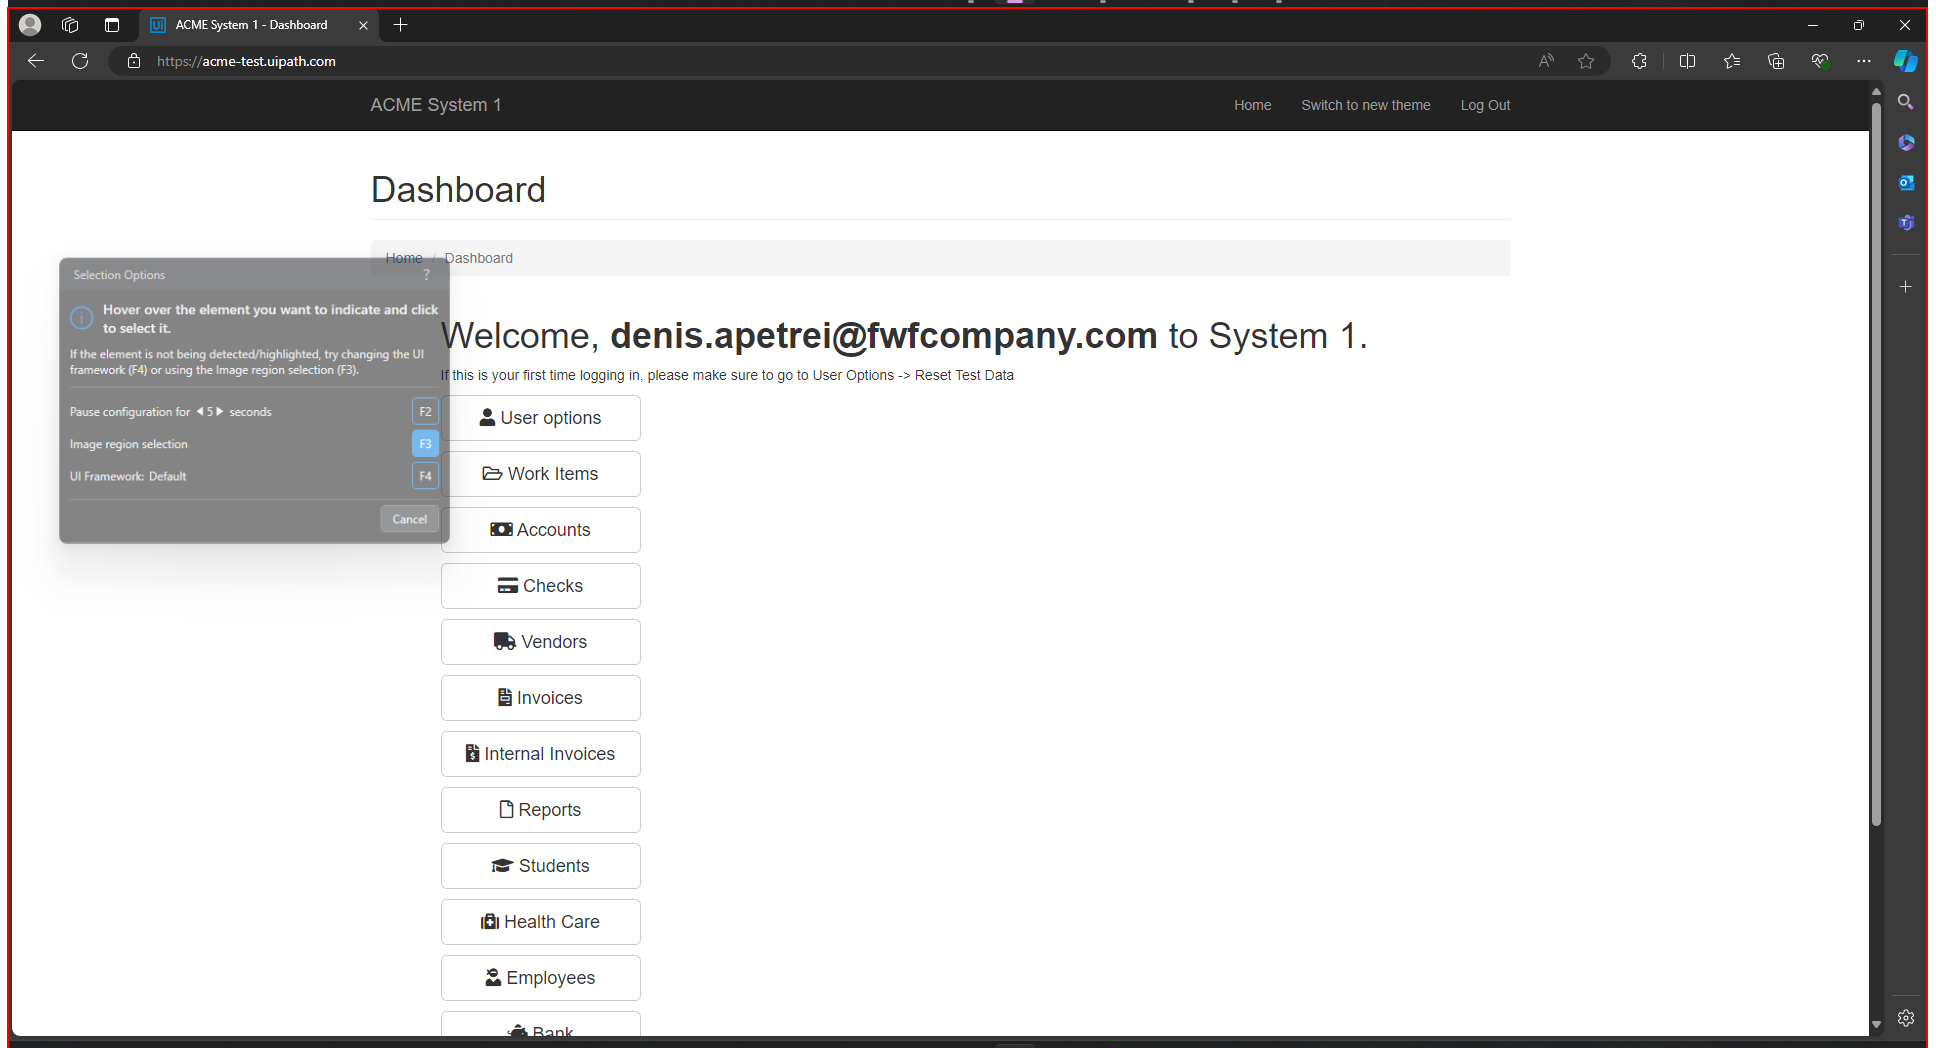 ACME System 1 - Dashboard
https://acme-test.uipath.com
ACME System 1
Home
Switch to new theme
Log Out
Dashboard
Home / Dashboard
Selection Options ?
Hover over the element you want to indicate and click
to select it.
If the element is not being detected/highlighted, try changing the UI
framework (F4) or using the Image region selection (F3).
Pause configuration for 5 seconds F2
Image region selection F3
UI Framework: Default F4
Cancel
Welcome, denis.apetrei@fwfcompany.com to System 1.
If this is your first time logging in, please make sure to go to User Options -> Reset Test Data
User options
Work Items
Accounts
Checks
Vendors
Invoices
Internal Invoices
Reports
Students
Health Care
Employees
Bank